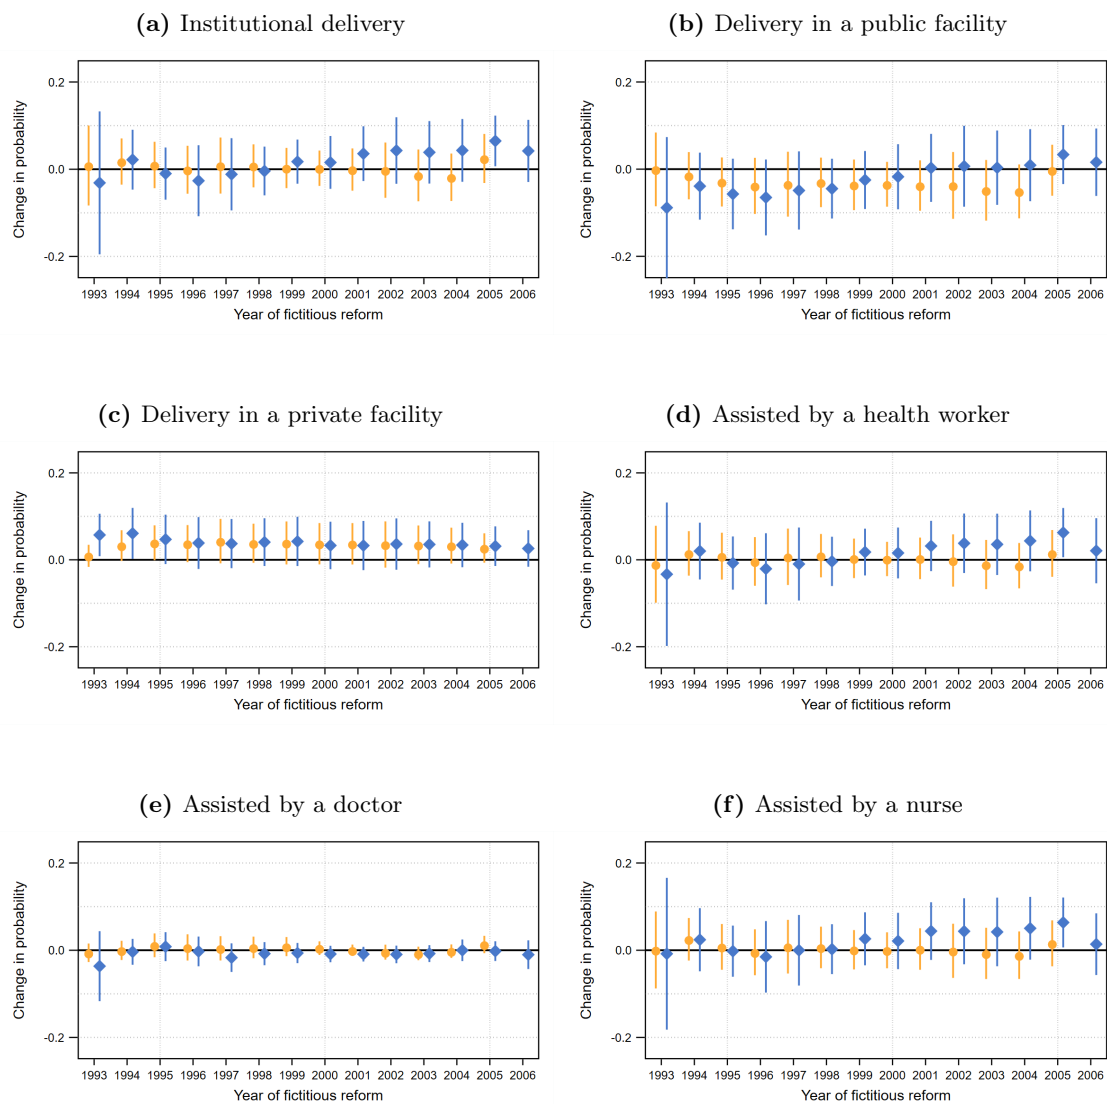 (a) Institutional delivery
Change in probability
0.2
0.0
-0.2
1993 1994 1995 1996 1997 1998 1999 2000 2001 2002 2003 2004 2005 2006
Year of fictitious reform
(b) Delivery in a public facility
Change in probability
0.2
0.0
-0.2
1993 1994 1995 1996 1997 1998 1999 2000 2001 2002 2003 2004 2005 2006
Year of fictitious reform
(c) Delivery in a private facility
Change in probability
0.2
0.0
-0.2
1993 1994 1995 1996 1997 1998 1999 2000 2001 2002 2003 2004 2005 2006
Year of fictitious reform
(d) Assisted by a health worker
Change in probability
0.2
0.0
-0.2
1993 1994 1995 1996 1997 1998 1999 2000 2001 2002 2003 2004 2005 2006
Year of fictitious reform
(e) Assisted by a doctor
Change in probability
0.2
0.0
-0.2
1993 1994 1995 1996 1997 1998 1999 2000 2001 2002 2003 2004 2005 2006
Year of fictitious reform
(f) Assisted by a nurse
Change in probability
0.2
0.0
-0.2
1993 1994 1995 1996 1997 1998 1999 2000 2001 2002 2003 2004 2005 2006
Year of fictitious reform